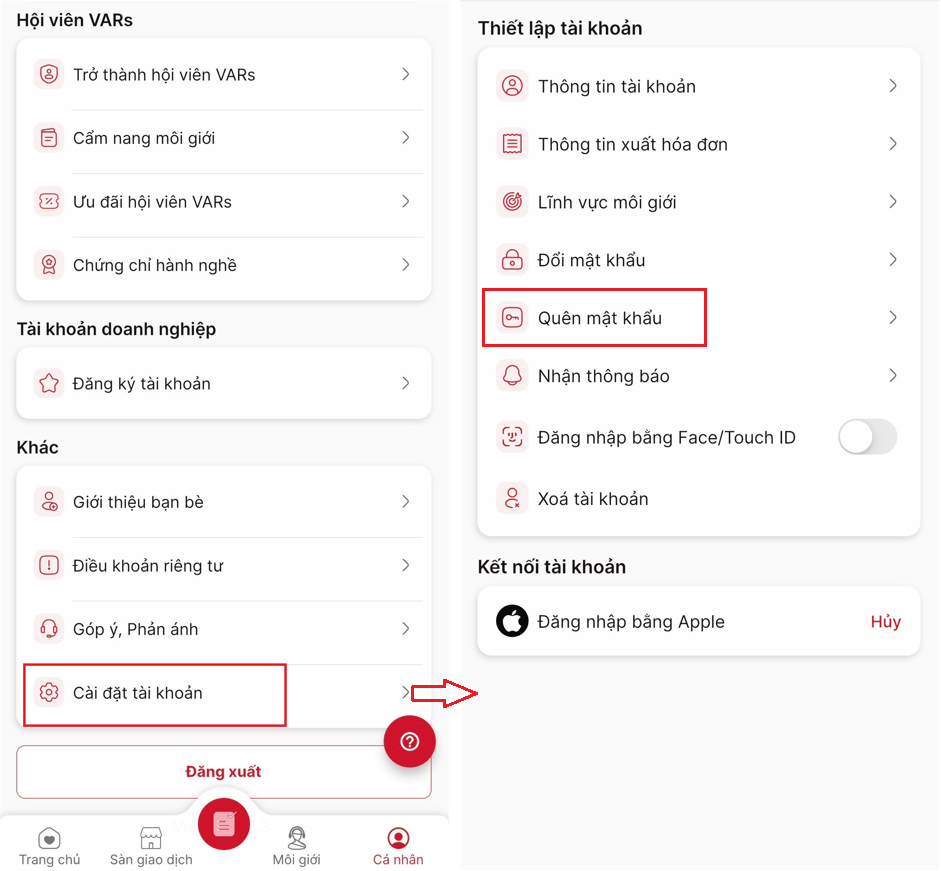 Hội viên VARs
Trở thành hội viên VARs
Cẩm nang môi giới
Ưu đãi hội viên VARs
Chứng chỉ hành nghề
Tài khoản doanh nghiệp
Đăng ký tài khoản
Khác
Giới thiệu bạn bè
Điều khoản riêng tư
Góp ý, Phản ánh
Cài đặt tài khoản
Đăng xuất
Trang chủ
Sàn giao dịch
Môi giới
Cá nhân
Thiết lập tài khoản
Thông tin tài khoản
Thông tin xuất hóa đơn
Lĩnh vực môi giới
Đổi mật khẩu
Quên mật khẩu
Nhận thông báo
Đăng nhập bằng Face/Touch ID
Xoá tài khoản
Kết nối tài khoản
Đăng nhập bằng Apple
Hủy